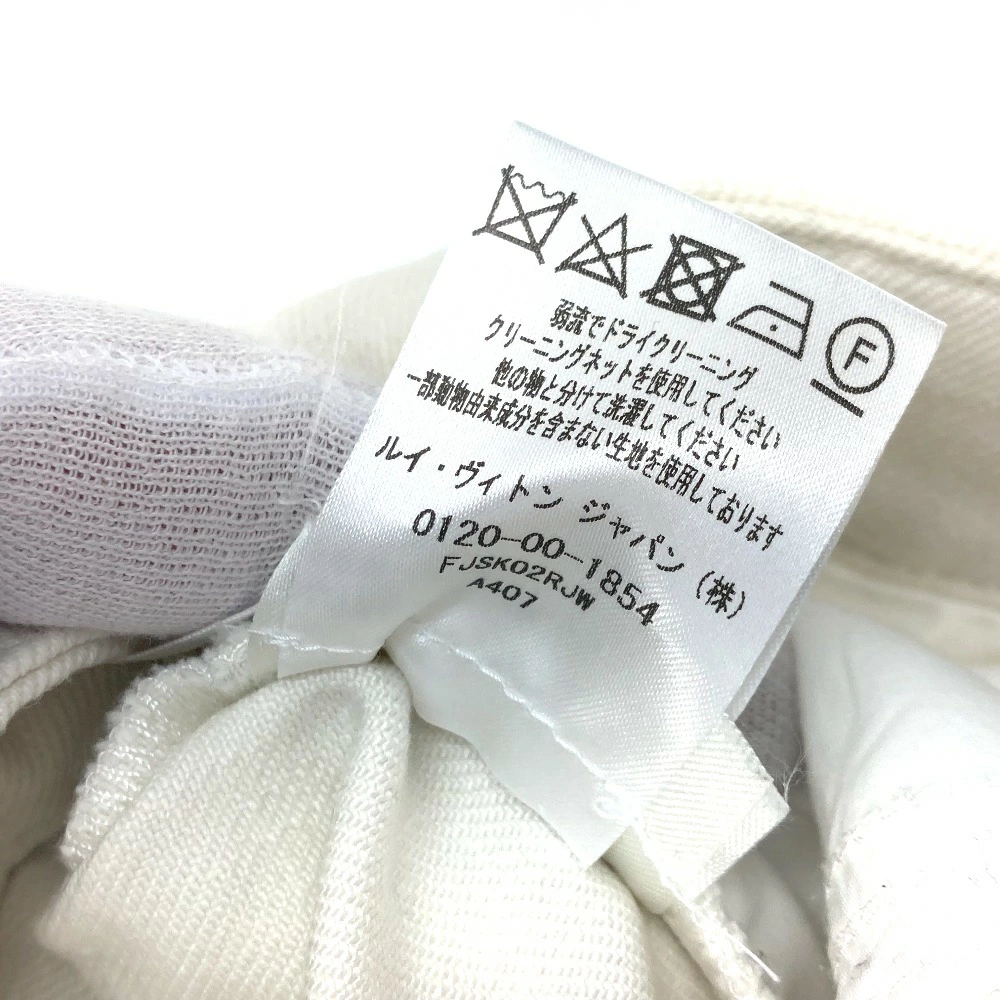 F
弱流でドライクリーニング
クリーニングネットを使用してください
他の物と分けて洗濯してください
一部動物由来成分を含まない生地を使用しております
ルイ・ヴィトン ジャパン (株)
0120-00-1854
FJSK02RJW
A407